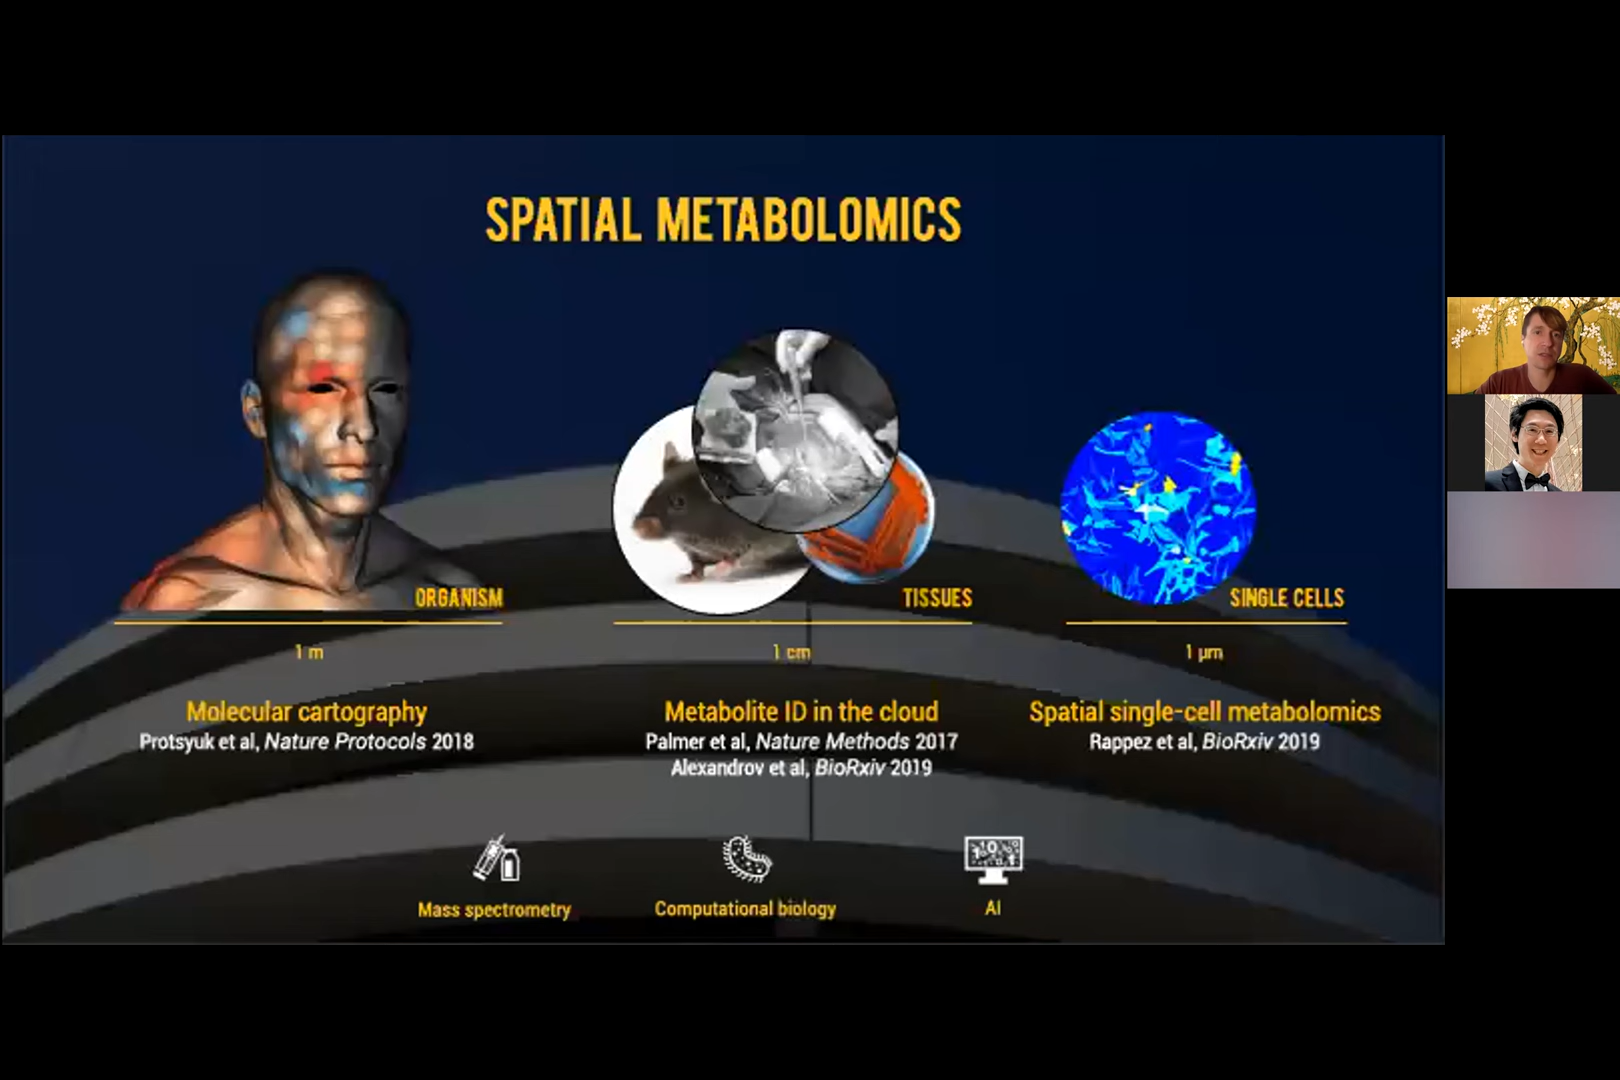 SPATIAL METABOLOMICS
ORGANISM
1 m
Molecular cartography
Protsyuk et al, Nature Protocols 2018
TISSUES
1 cm
Metabolite ID in the cloud
Palmer et al, Nature Methods 2017
Alexandrov et al, BioRxiv 2019
SINGLE CELLS
1 μm
Spatial single-cell metabolomics
Rappez et al, BioRxiv 2019
Mass spectrometry
Computational biology
AI